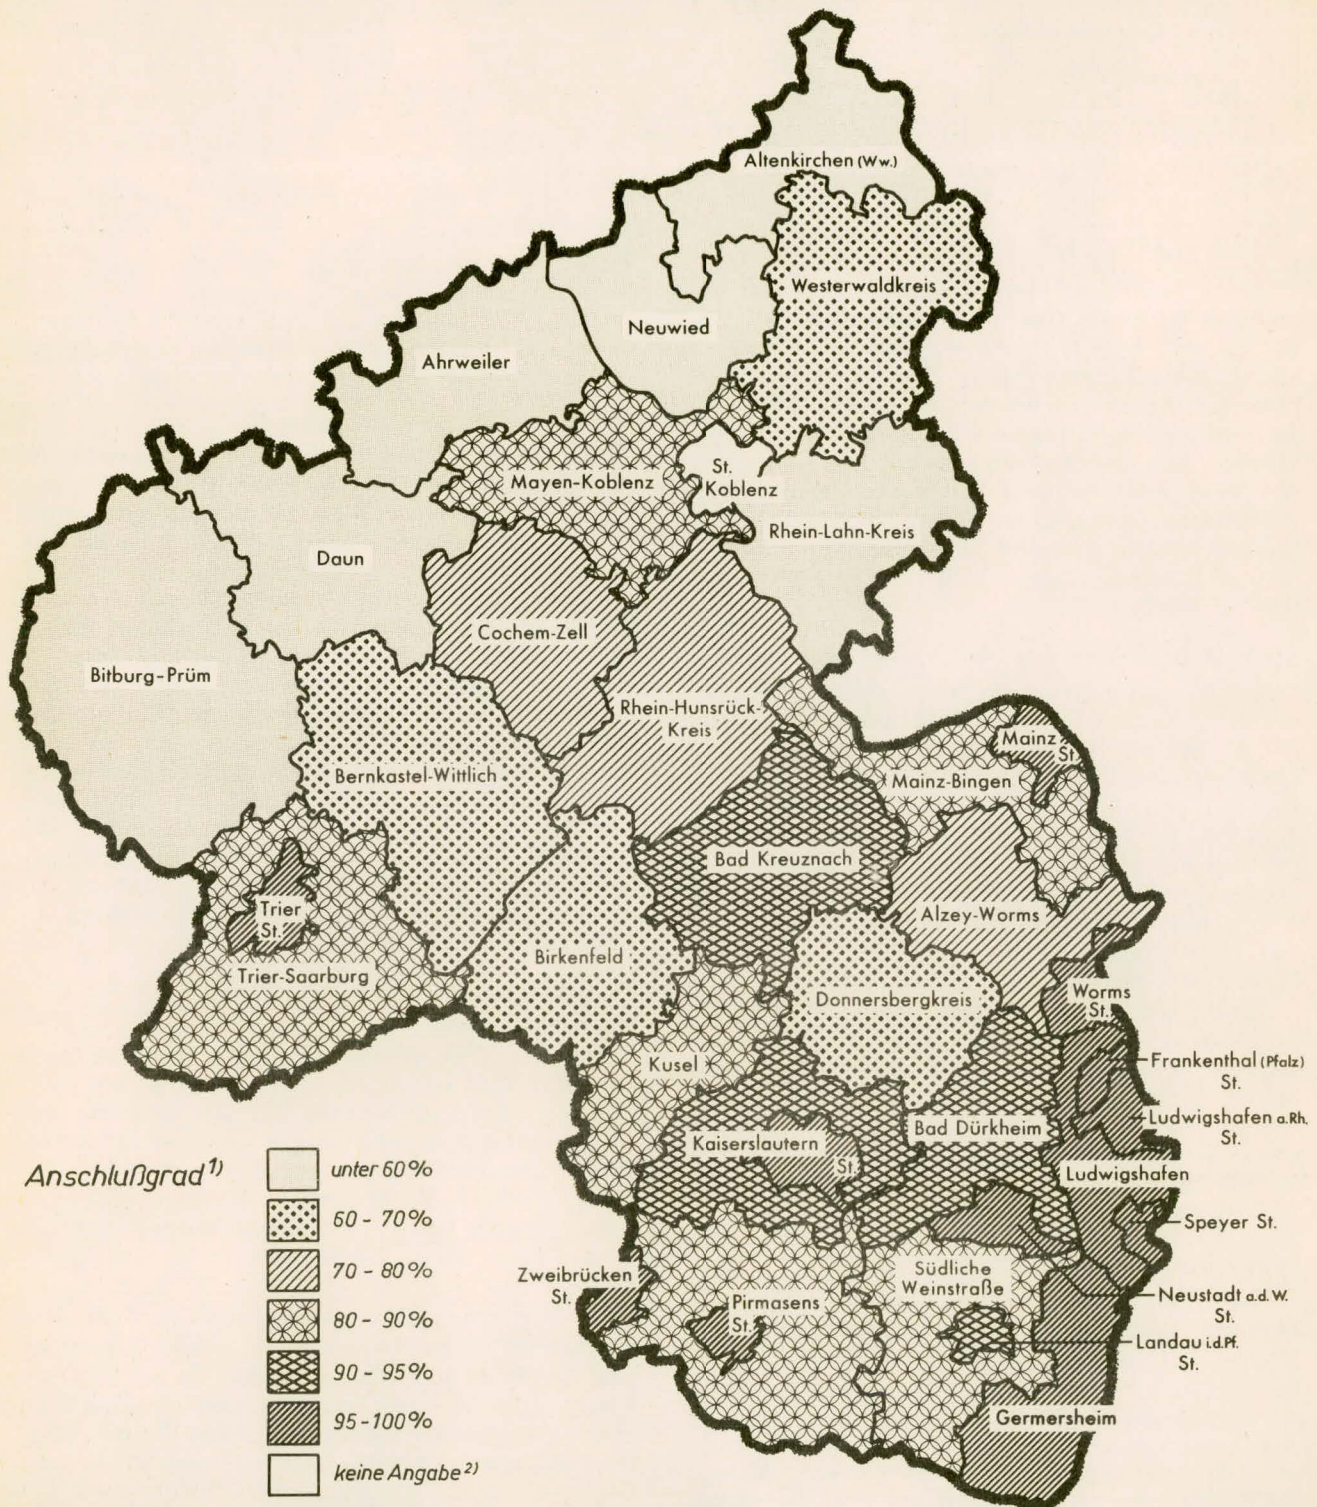 Altenkirchen (Ww.)
Westerwaldkreis
Neuwied
Ahrweiler
St.
Koblenz
Mayen-Koblenz
Rhein-Lahn-Kreis
Daun
Cochem-Zell
Bitburg-Prüm
Rhein-Hunsrück-
Kreis
Mainz
St.
Bernkastel-Wittlich
Mainz-Bingen
Bad Kreuznach
Trier
St.
Alzey-Worms
Birkenfeld
Trier-Saarburg
Donnersbergkreis
Worms
St.
Kusel
Frankenthal (Pfalz)
St.
Ludwigshafen a.Rh.
St.
Bad Dürkheim
Kaiserslautern
St.
Ludwigshafen
Speyer St.
Zweibrücken
St.
Südliche
Weinstraße
Neustadt a.d.W.
St.
Pirmasens
St.
Landau i.d.Pf.
St.
Germersheim
Anschlußgrad 1)
unter 60%
60 - 70%
70 - 80%
80 - 90%
90 - 95%
95 - 100%
keine Angabe 2)